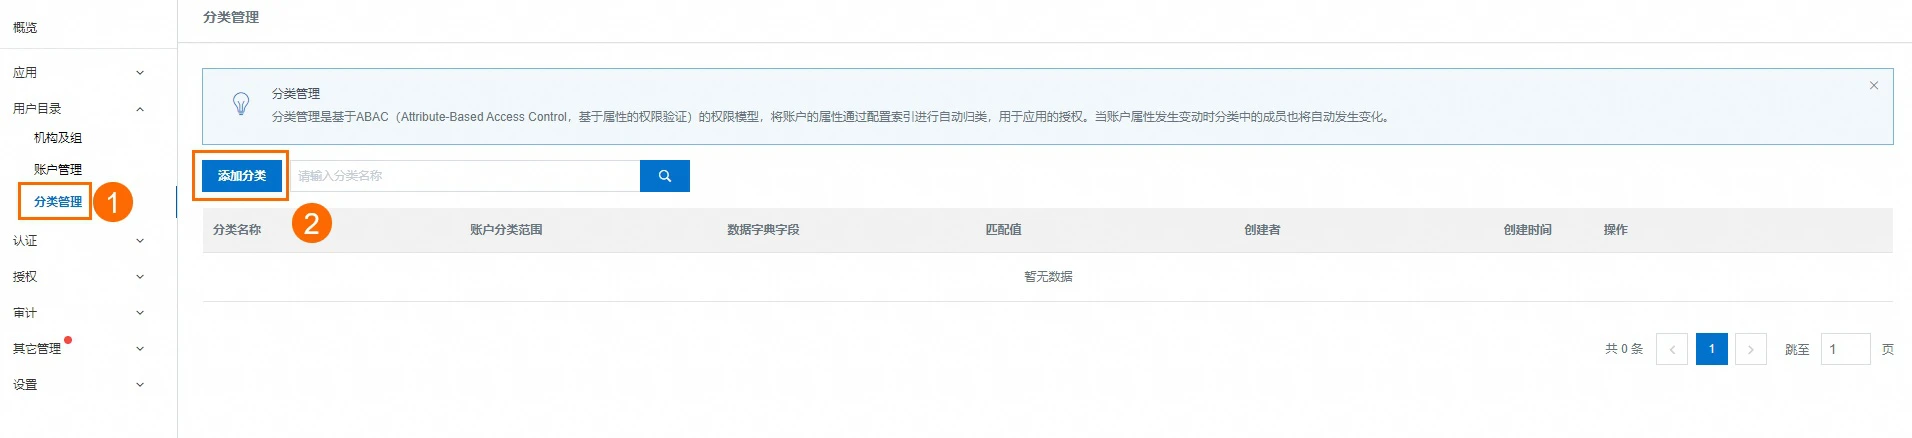 概览
应用
用户目录
机构及组
账户管理
分类管理
1
认证
授权
审计
其它管理
设置
分类管理
分类管理
分类管理是基于ABAC（Attribute-Based Access Control，基于属性的权限验证）的权限模型，将账户的属性通过配置索引进行自动归类，用于应用的授权。当账户属性发生变动时分类中的成员也将自动发生变化。
添加分类 请输入分类名称
2
分类名称 账户分类范围 数据字典字段 匹配值 创建者 创建时间 操作
暂无数据
共 0 条 1 跳至 1 页